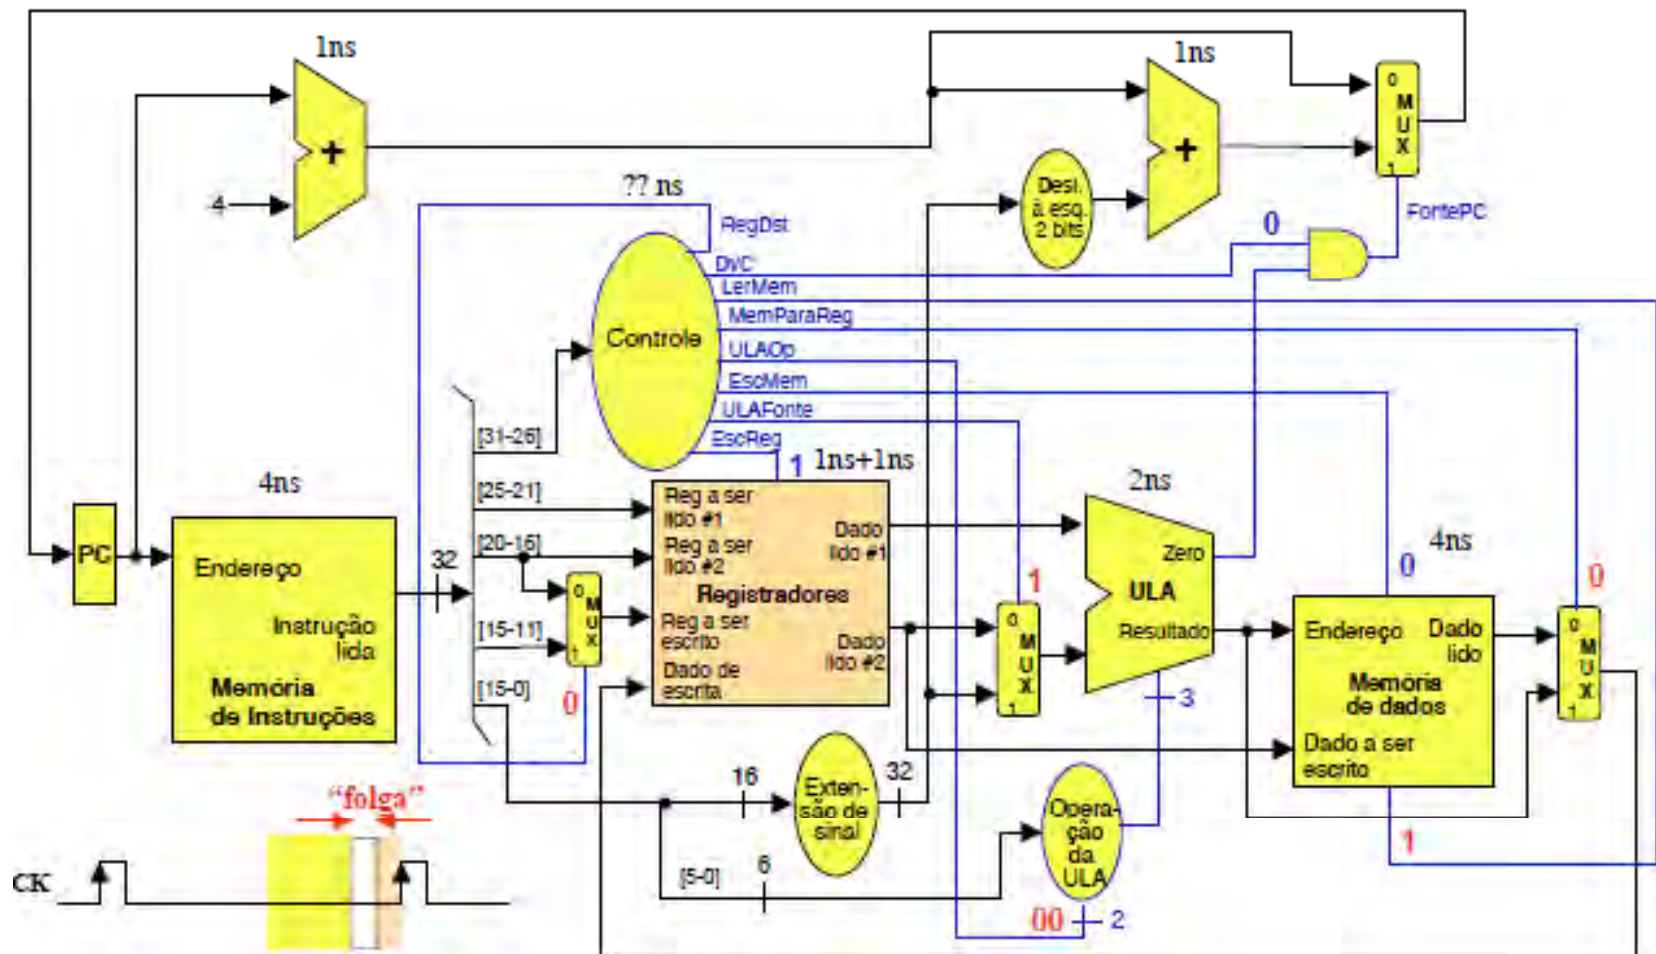 1ns
1ns
0
M
U
X
1
+
+
4
?? ns
Desl.
à esq.
2 bits
0
FontePC
RegDst
DvC
LerMem
MemParaReg
ULAOp
EscMem
ULAFonte
EscReg
Controle
[31-26]
1
1ns+1ns
4ns
[25-21]
[20-16]
[15-11]
[15-0]
PC
32
Endereço
Instrução
lida
Memória
de Instruções
0
M
U
X
1
0
Reg a ser
lido #1
Reg a ser
lido #2
Registradores
Reg a ser
escrito
Dado de
escrita
Dado
lido #1
Dado
lido #2
1
0
M
U
X
1
2ns
Zero
ULA
Resultado
3
4ns
0
Endereço
Dado
lido
Memória
de dados
Dado a ser
escrito
1
0
0
M
U
X
1
16
Exten-
são de
sinal
32
Opera-
ção
da
ULA
[5-0]
6
00
2
“folga”
CK